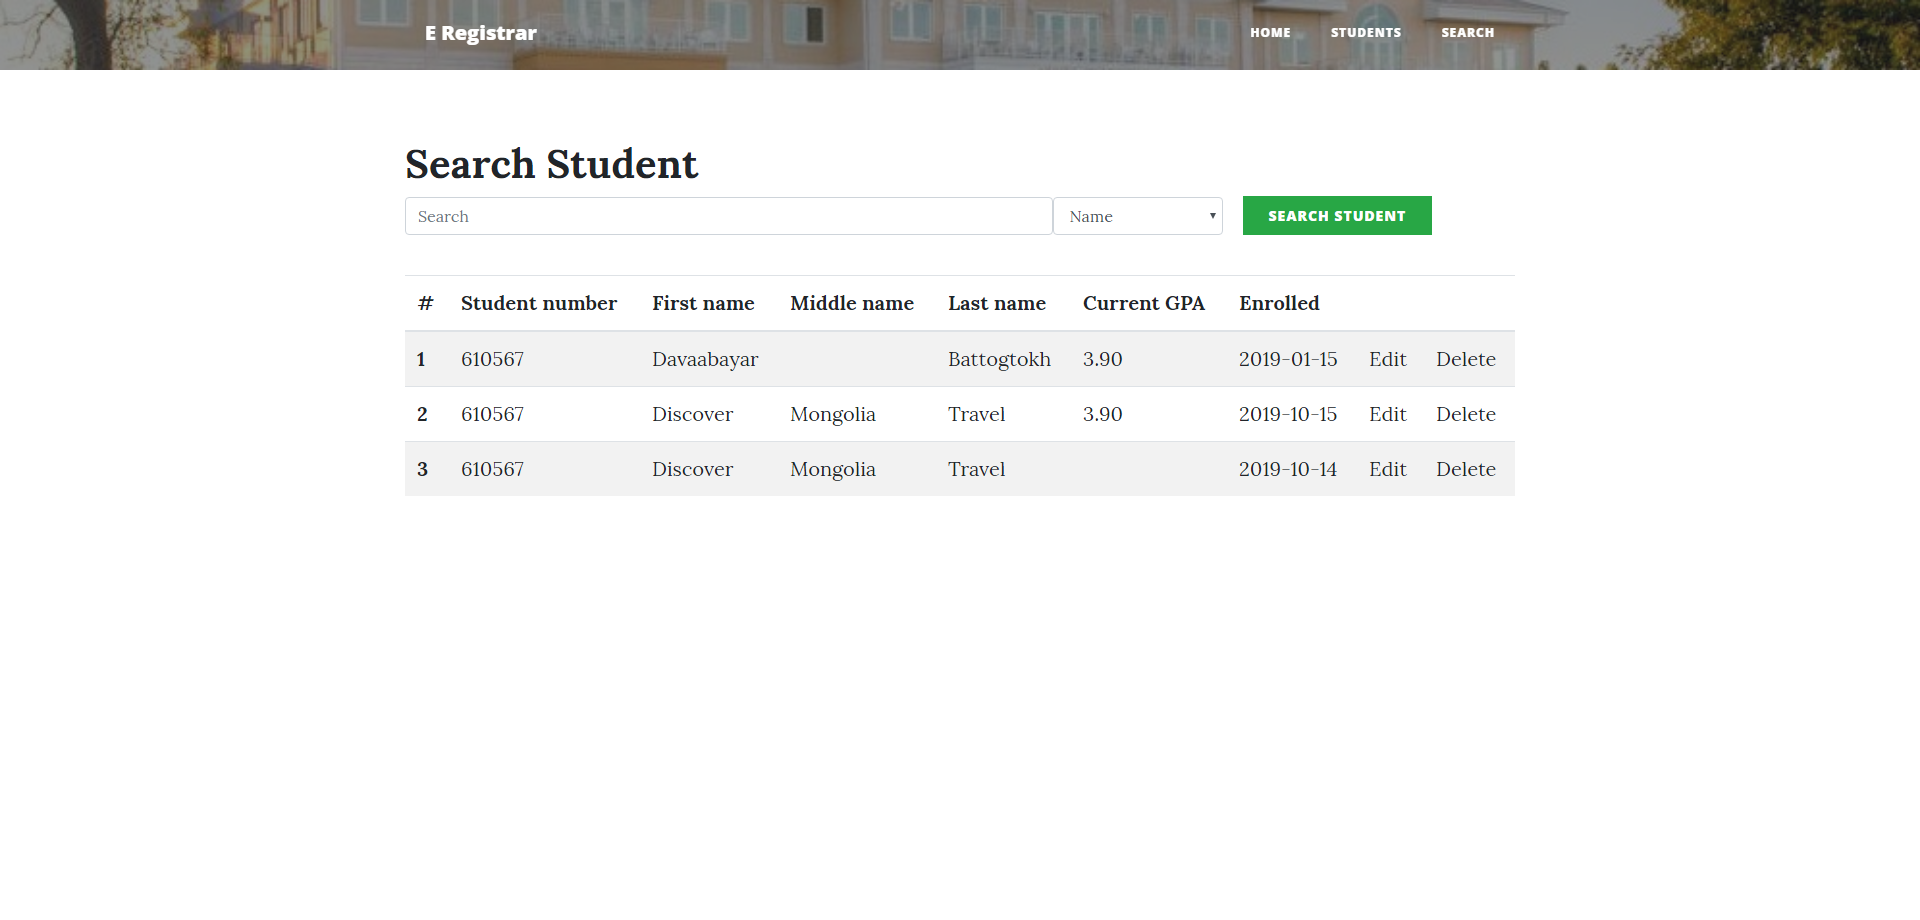 E Registrar HOME STUDENTS SEARCH
Search Student
Search Name SEARCH STUDENT
# Student number First name Middle name Last name Current GPA Enrolled
1 610567 Davaabayar Battogtokh 3.90 2019-01-15 Edit Delete
2 610567 Discover Mongolia Travel 3.90 2019-10-15 Edit Delete
3 610567 Discover Mongolia Travel 2019-10-14 Edit Delete